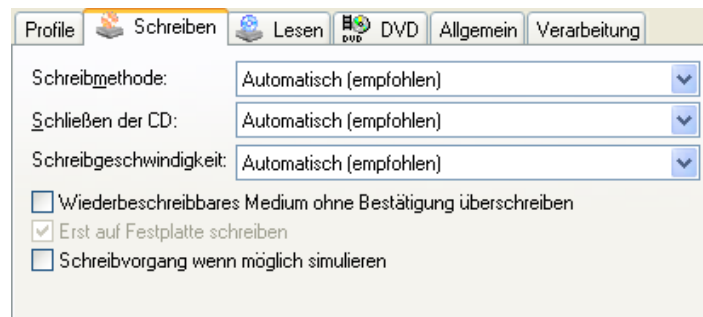 Profile Schreiben Lesen DVD DVD Allgemein Verarbeitung
Schreibmethode: Automatisch (empfohlen)
Schließen der CD: Automatisch (empfohlen)
Schreibgeschwindigkeit: Automatisch (empfohlen)
Wiederbeschreibbares Medium ohne Bestätigung überschreiben
Erst auf Festplatte schreiben
Schreibvorgang wenn möglich simulieren